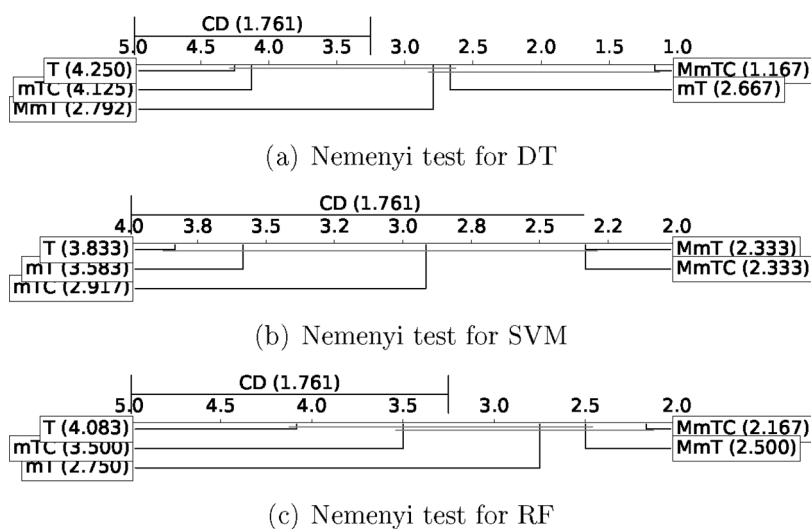 CD (1.761)
5.0 4.5 4.0 3.5 3.0 2.5 2.0 1.5 1.0
T (4.250) MmTC (1.167)
mTC (4.125) mT (2.667)
MmT (2.792)
(a) Nemenyi test for DT
CD (1.761)
4.0 3.8 3.5 3.2 3.0 2.8 2.5 2.2 2.0
T (3.833) MmT (2.333)
mT (3.583) MmTC (2.333)
mTC (2.917)
(b) Nemenyi test for SVM
CD (1.761)
5.0 4.5 4.0 3.5 3.0 2.5 2.0
T (4.083) MmTC (2.167)
mTC (3.500) MmT (2.500)
mT (2.750)
(c) Nemenyi test for RF